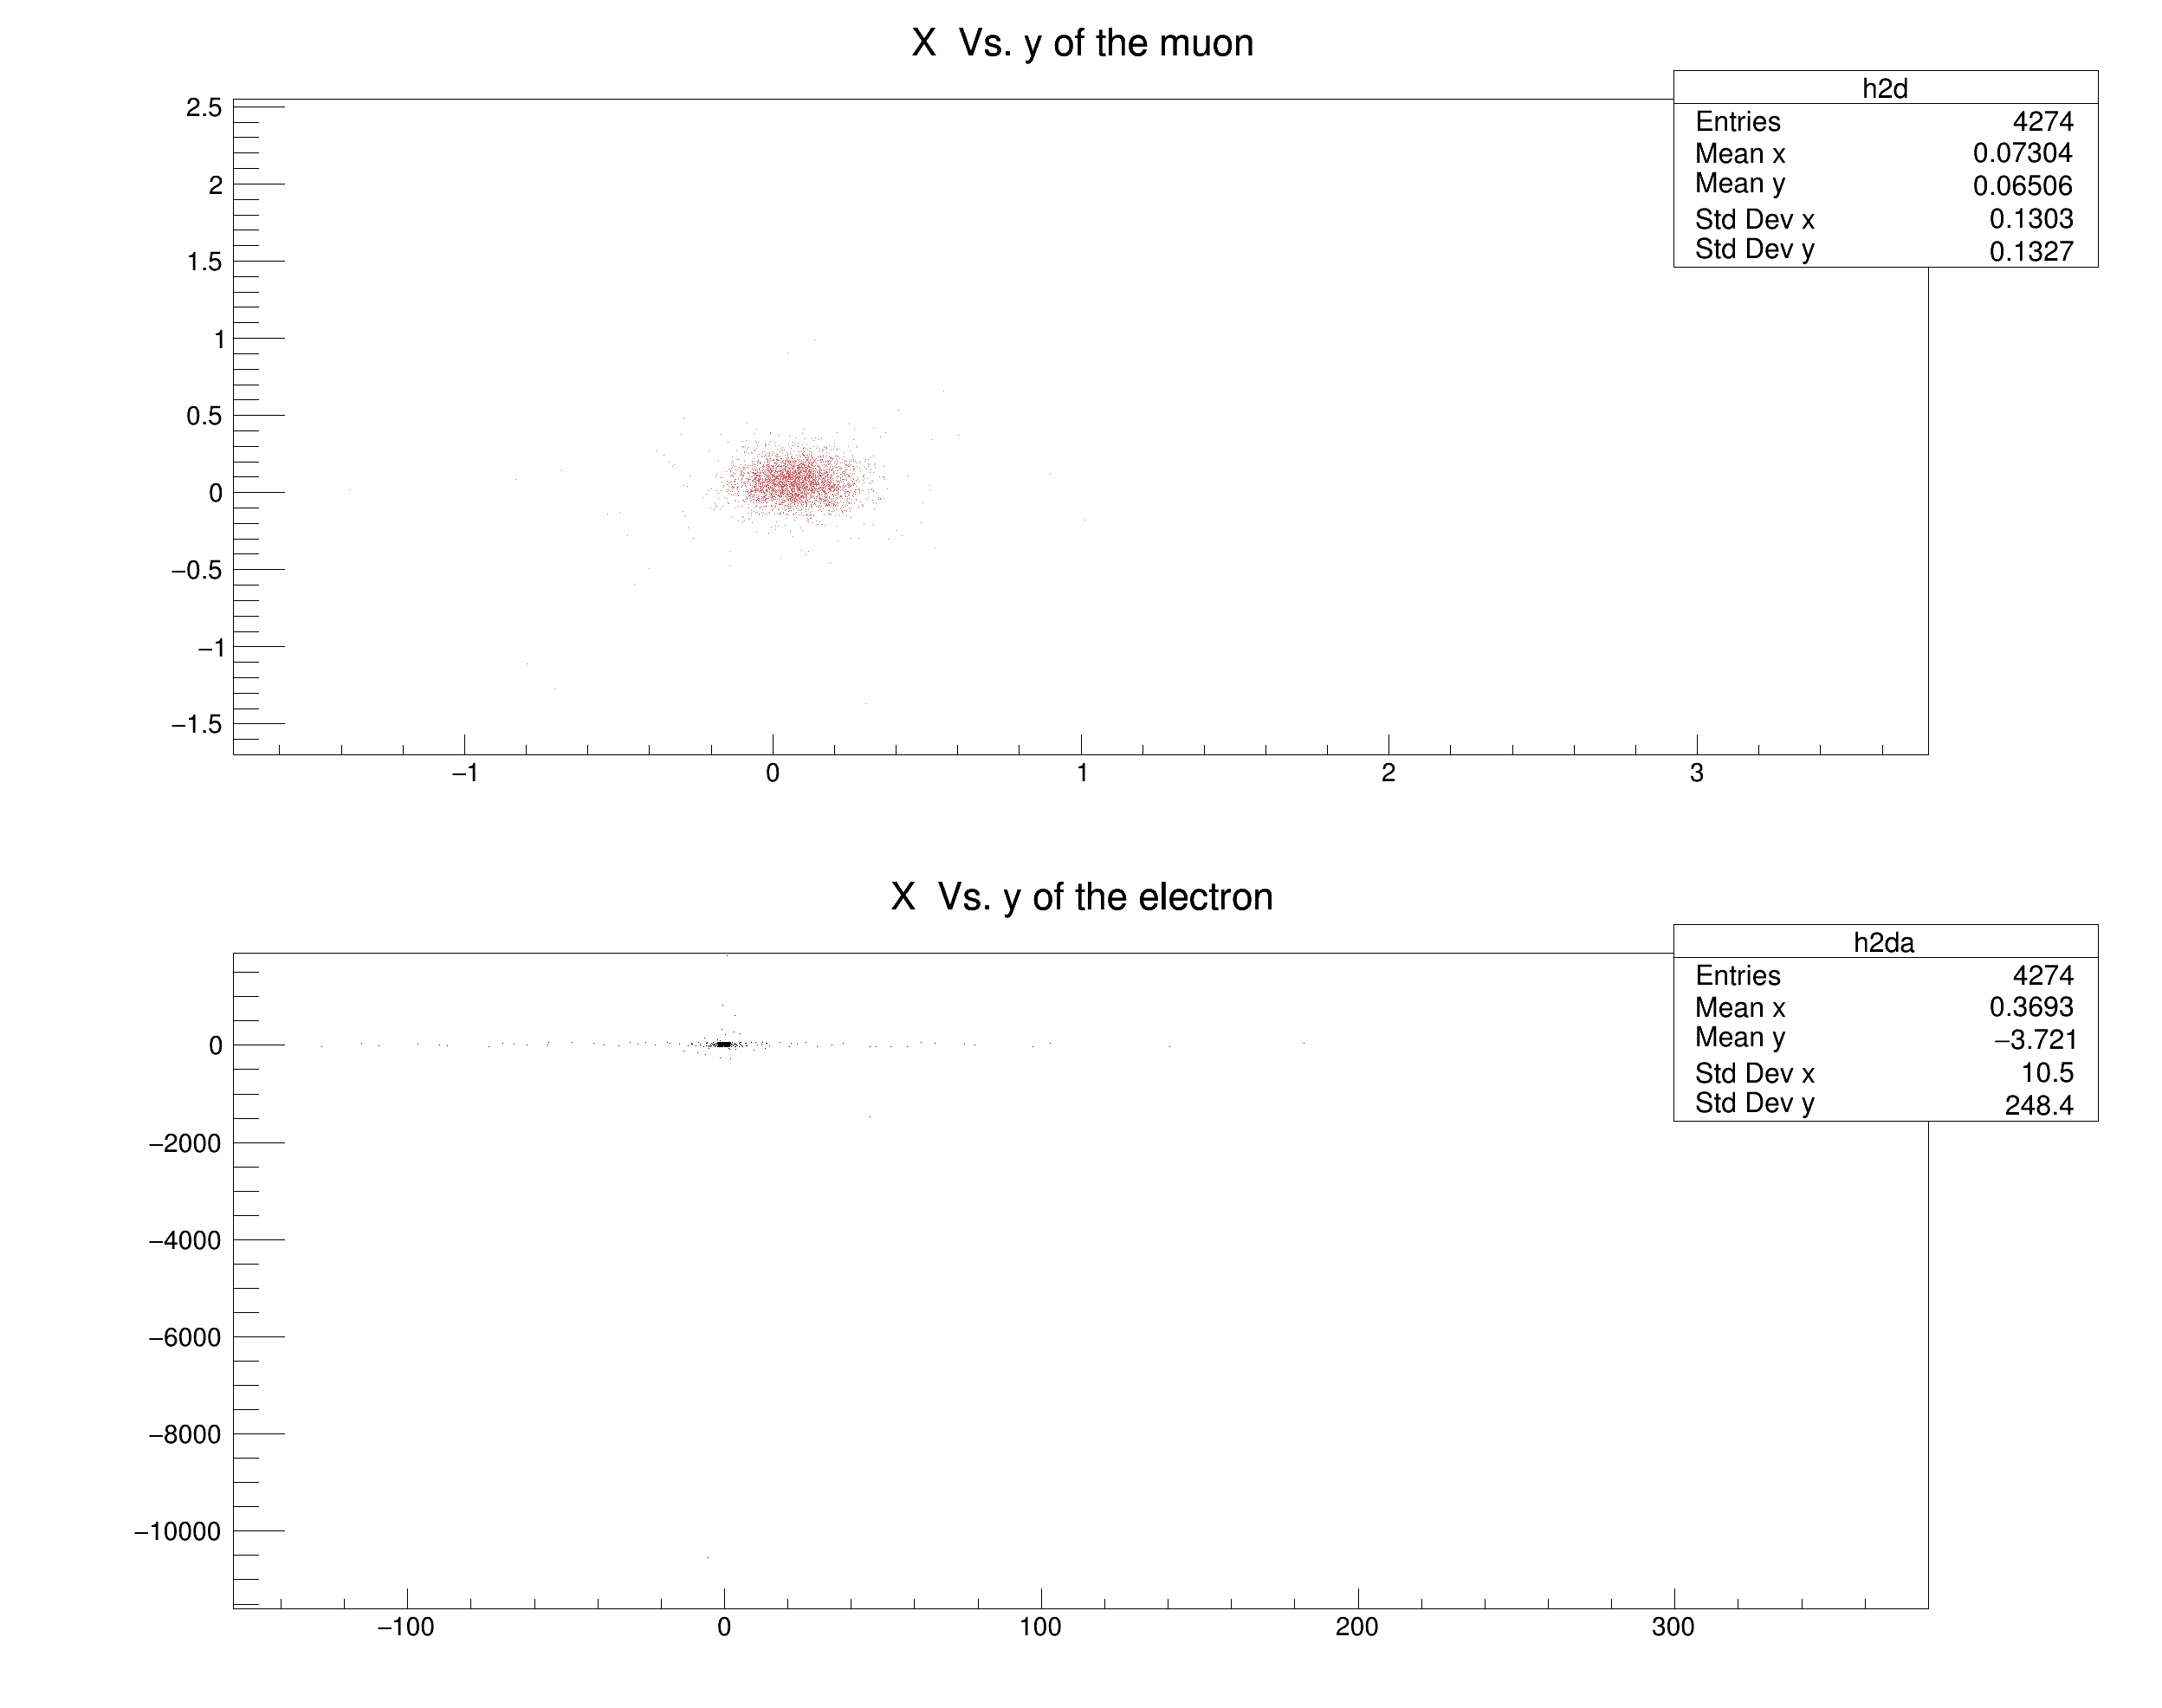 X Vs. y of the muon
h2d
Entries 4274
Mean x 0.07304
Mean y 0.06506
Std Dev x 0.1303
Std Dev y 0.1327
2.5
2
1.5
1
0.5
0
−0.5
−1
−1.5
−1 0 1 2 3
X Vs. y of the electron
h2da
Entries 4274
Mean x 0.3693
Mean y −3.721
Std Dev x 10.5
Std Dev y 248.4
0
−2000
−4000
−6000
−8000
−10000
−100 0 100 200 300